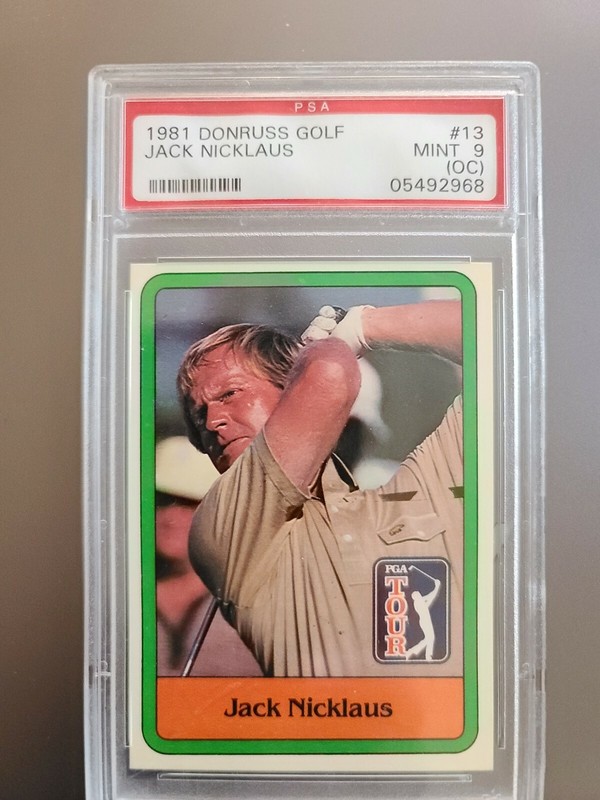 PSA
1981 DONRUSS GOLF #13
JACK NICKLAUS MINT 9
(OC)
05492968
PGA
TOUR
Jack Nicklaus